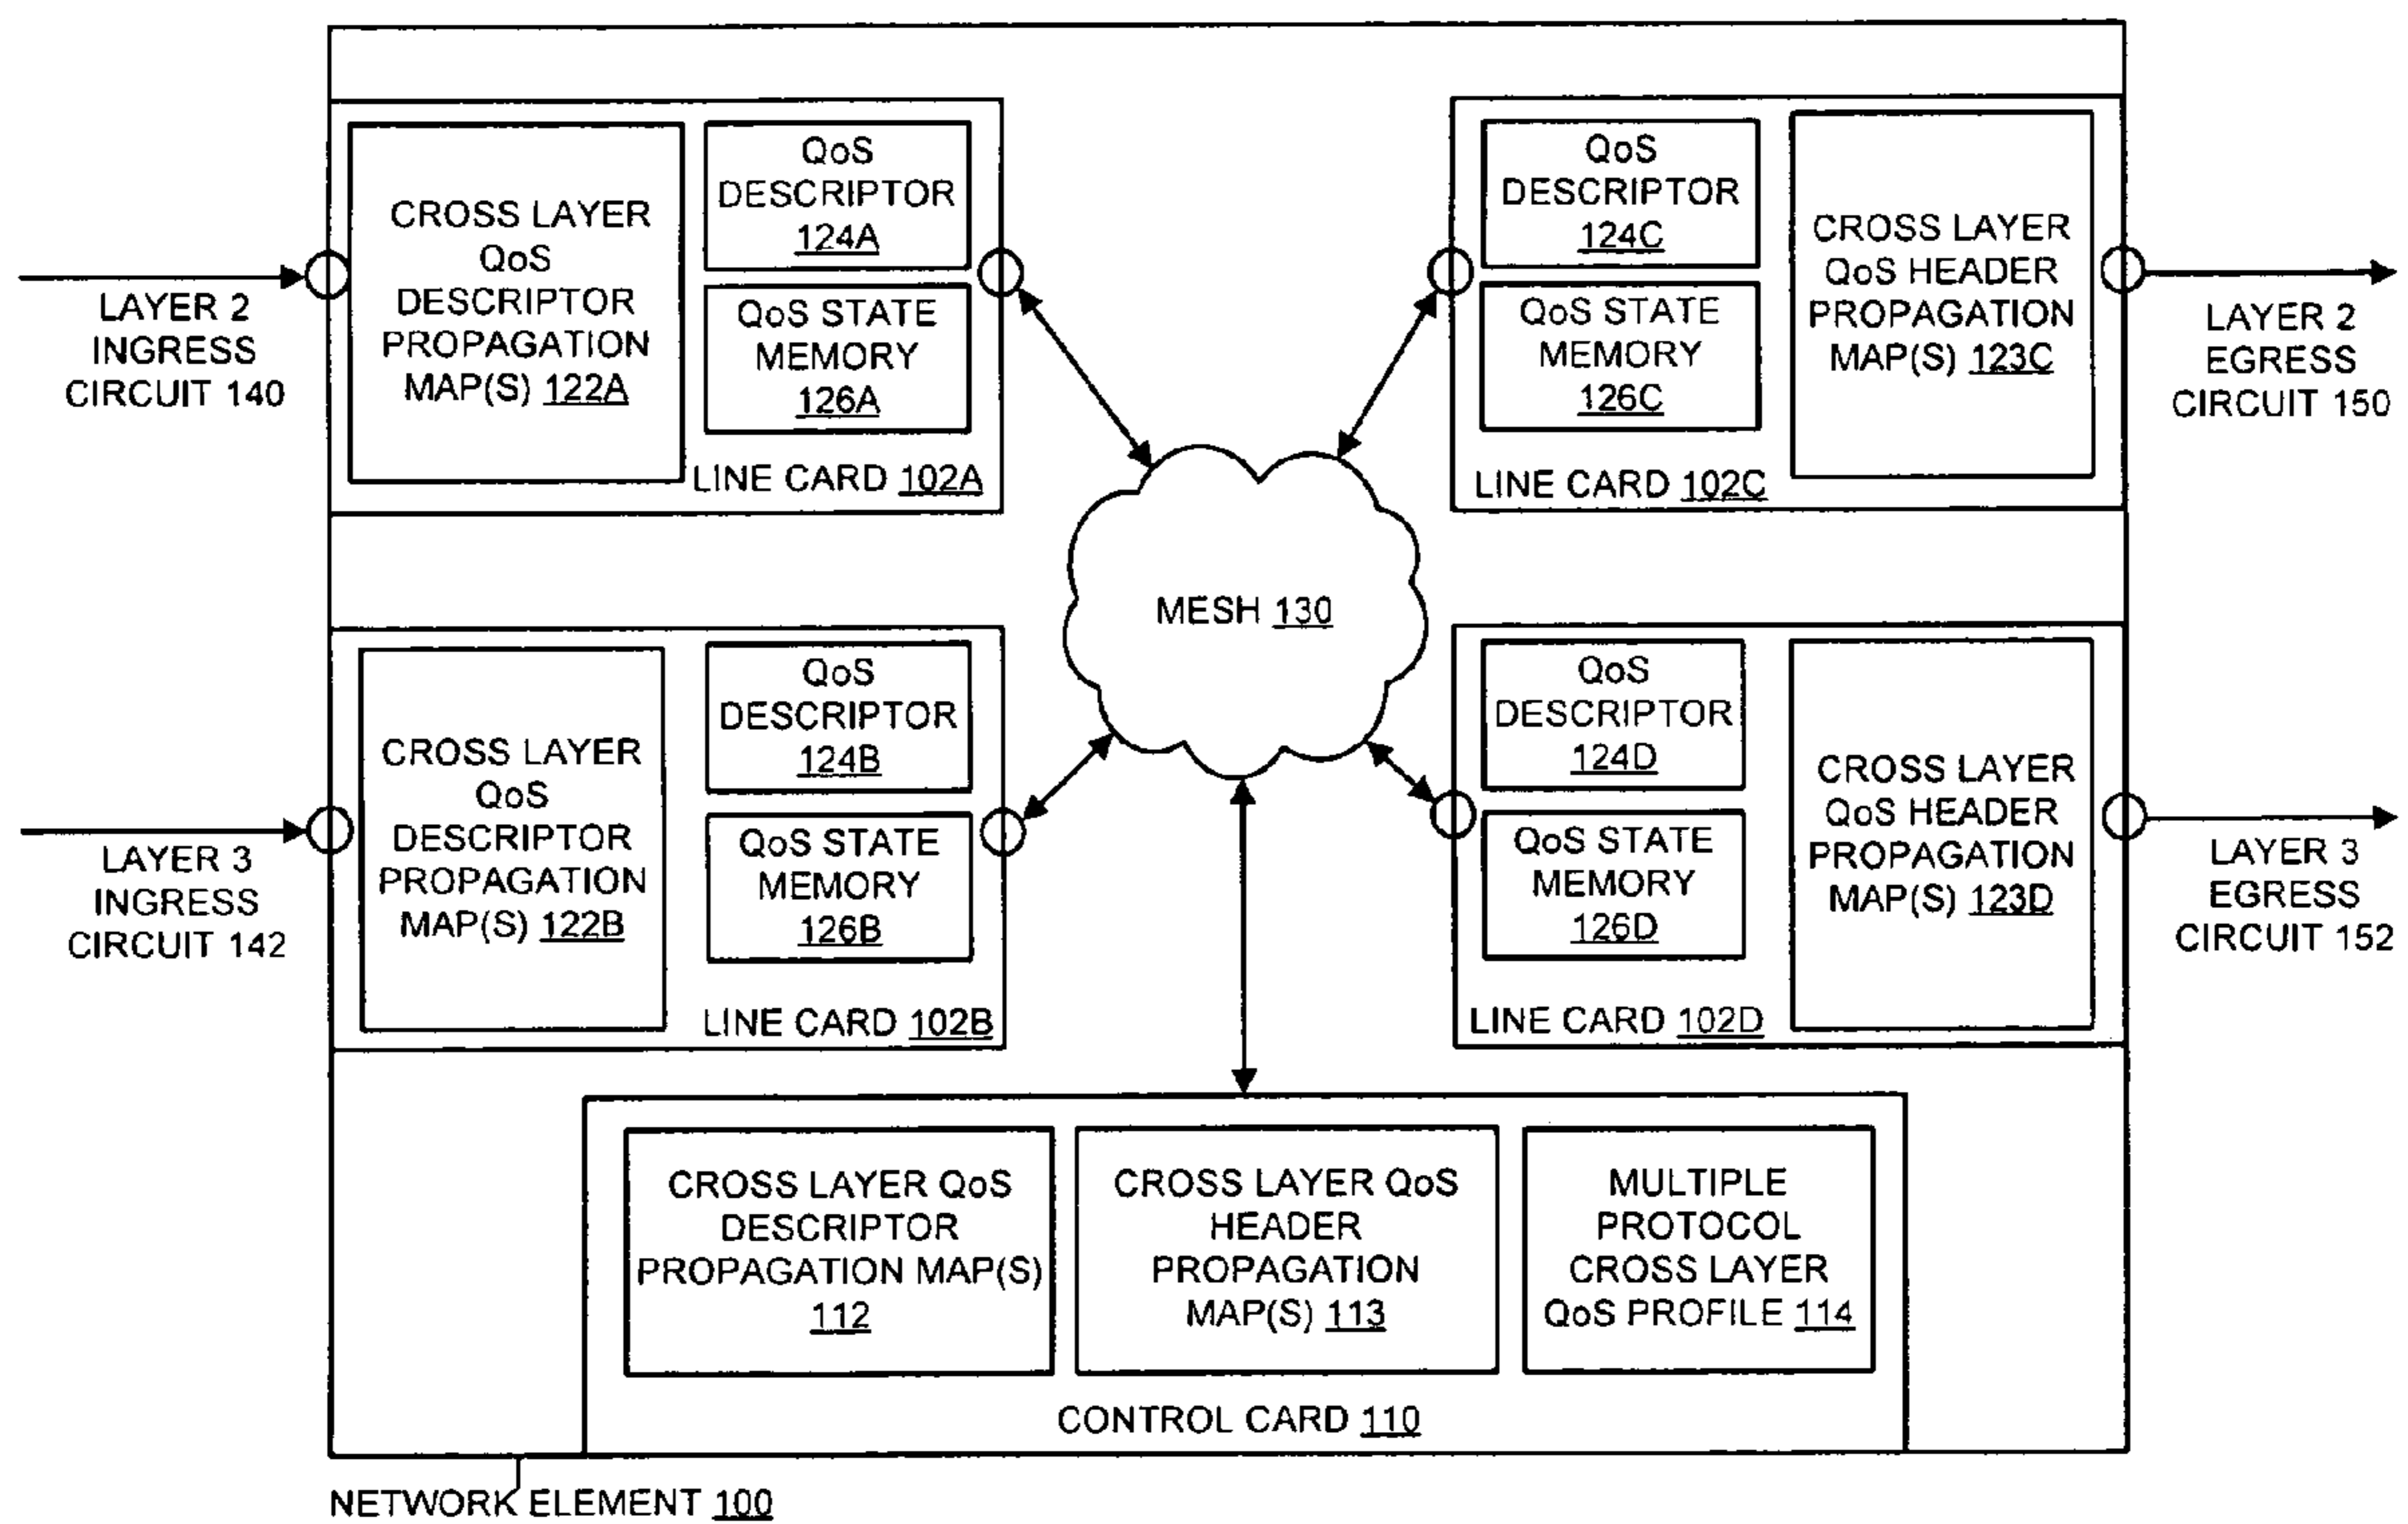 LAYER 2
INGRESS
CIRCUIT 140
CROSS LAYER
QoS
DESCRIPTOR
PROPAGATION
MAP(S) 122A
QoS
DESCRIPTOR
124A
QoS STATE
MEMORY
126A
LINE CARD 102A
QoS
DESCRIPTOR
124C
QoS STATE
MEMORY
126C
LINE CARD 102C
CROSS LAYER
QoS HEADER
PROPAGATION
MAP(S) 123C
LAYER 2
EGRESS
CIRCUIT 150
MESH 130
LAYER 3
INGRESS
CIRCUIT 142
CROSS LAYER
QoS
DESCRIPTOR
PROPAGATION
MAP(S) 122B
QoS
DESCRIPTOR
124B
QoS STATE
MEMORY
126B
LINE CARD 102B
QoS
DESCRIPTOR
124D
QoS STATE
MEMORY
126D
LINE CARD 102D
CROSS LAYER
QoS HEADER
PROPAGATION
MAP(S) 123D
LAYER 3
EGRESS
CIRCUIT 152
CROSS LAYER QoS
DESCRIPTOR
PROPAGATION MAP(S)
112
CROSS LAYER QoS
HEADER
PROPAGATION
MAP(S) 113
MULTIPLE
PROTOCOL
CROSS LAYER
QoS PROFILE 114
CONTROL CARD 110
NETWORK ELEMENT 100